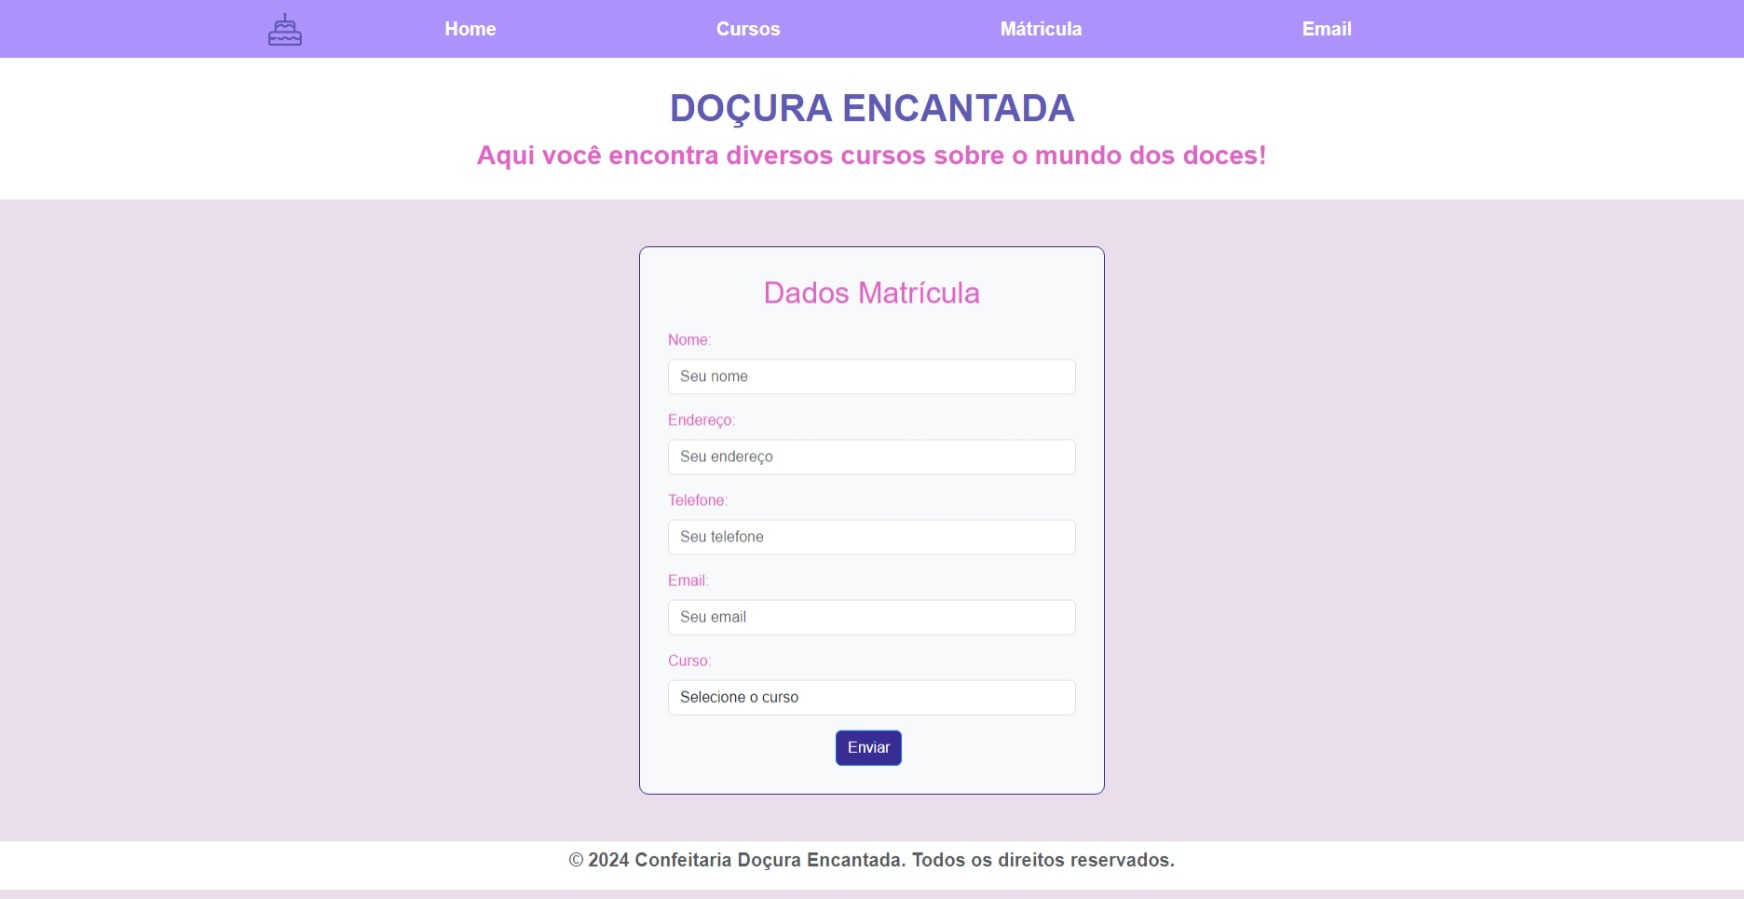 Home Cursos Mátricula Email
DOÇURA ENCANTADA
Aqui você encontra diversos cursos sobre o mundo dos doces!
Dados Matrícula
Nome:
Seu nome
Endereço:
Seu endereço
Telefone:
Seu telefone
Email:
Seu email
Curso:
Selecione o curso
Enviar
© 2024 Confeitaria Doçura Encantada. Todos os direitos reservados.